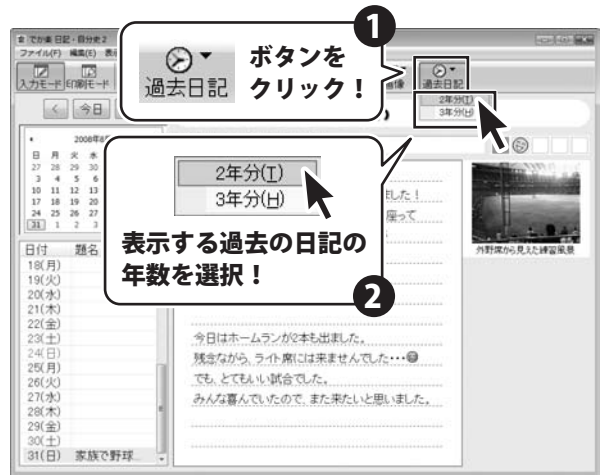 でか楽 日記・自分史2
ファイル(F) 編集(E)
入力モード 印刷モード
過去日記
2年分(I)
3年分(H)
1
過去日記
ボタンを
クリック！
< 今日
2008年8
日 月 火 水
27 28 29 30
3 4 5 6
10 11 12 13
17 18 19 20
24 25 26 27
31 1 2 3
2年分(I)
3年分(H)
表示する過去の日記の
年数を選択！
2
ました！
座って
外野席から見えた練習風景
日付 題名
18(月)
19(火)
20(水)
21(木)
22(金)
23(土)
24(日)
25(月)
26(火)
27(水)
28(木)
29(金)
30(土)
31(日) 家族で野球
今日はホームランが2本も出ました。
残念ながら、ライト席には来ませんでした・・・
でも、とてもいい試合でした。
みんな喜んでいたので、また来たいと思いました。